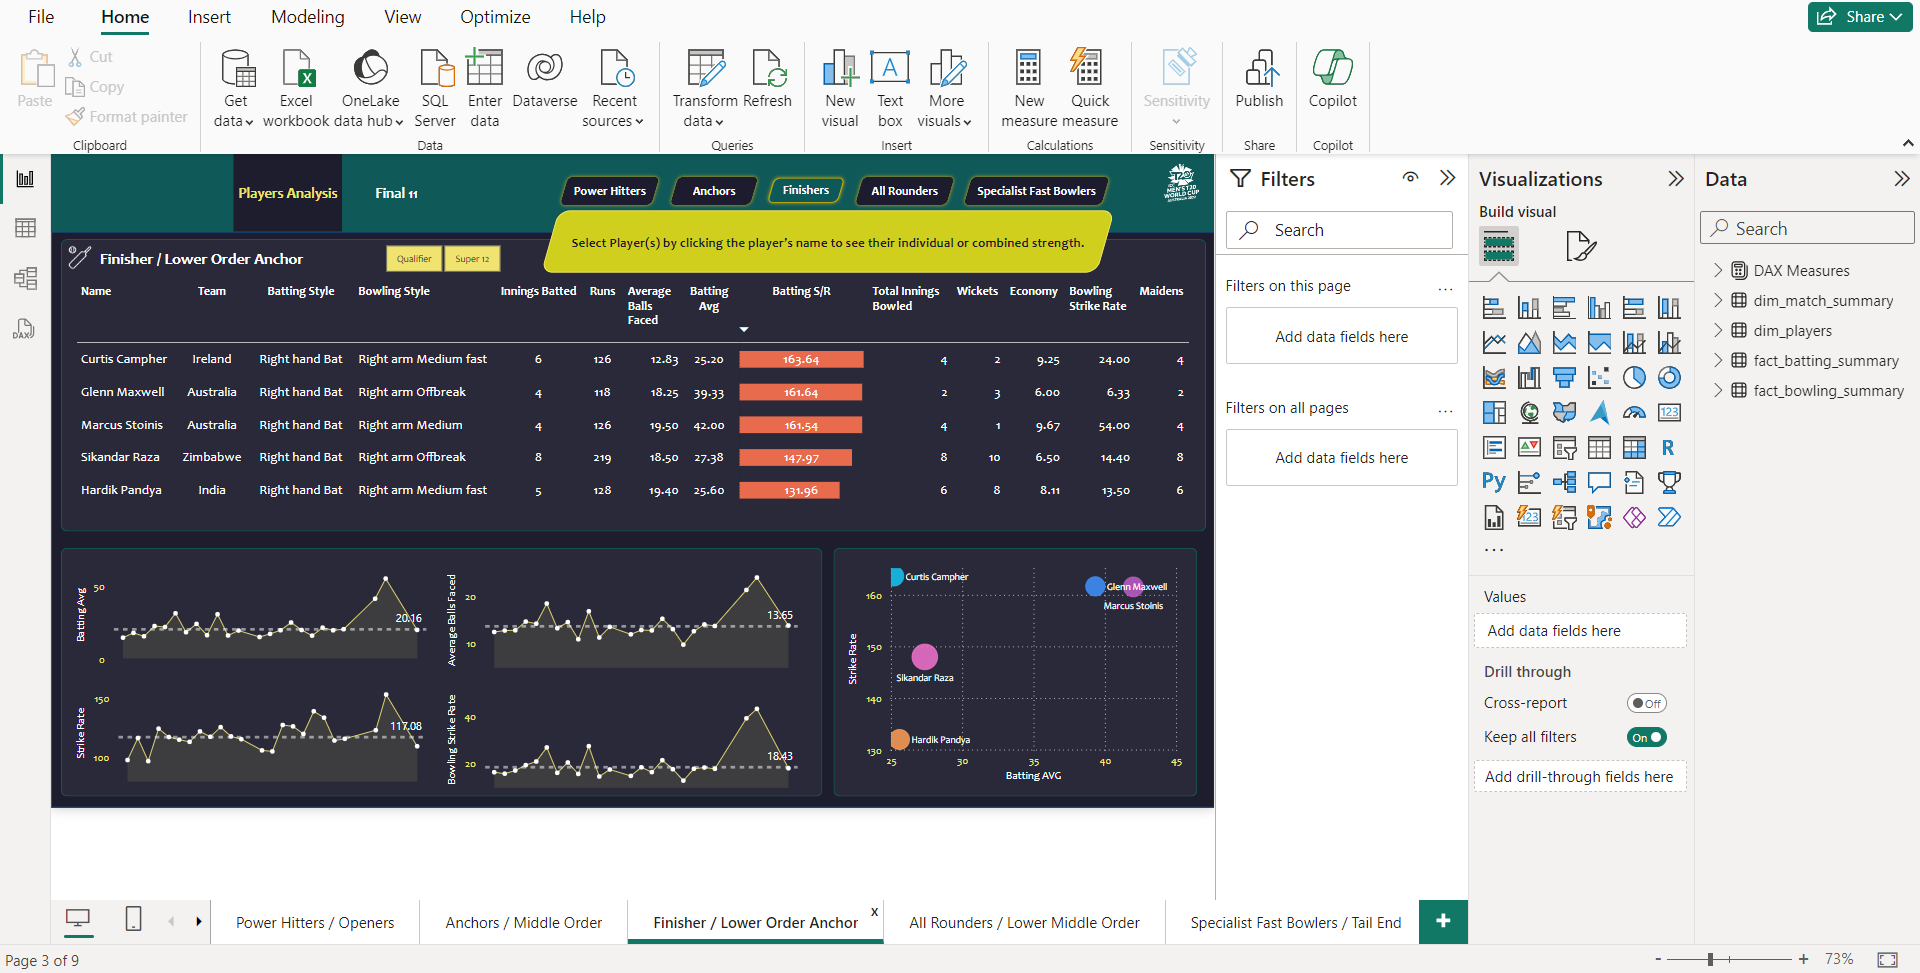 File Home Insert Modeling View Optimize Help
Share
Paste
Cut
Copy
Format painter
Clipboard
Get data
Excel workbook
OneLake data hub
SQL Server
Enter data
Dataverse
Recent sources
Data
Transform data
Refresh
Queries
New visual
Text box
More visuals
Insert
New measure
Quick measure
Calculations
Sensitivity
Sensitivity
Publish
Share
Copilot
Copilot
Players Analysis
Final 11
Power Hitters
Anchors
Finishers
All Rounders
Specialist Fast Bowlers
MEN'S T20
WORLD CUP
Select Player(s) by clicking the player's name to see their individual or combined strength.
Finisher / Lower Order Anchor
Qualifier
Super 12
Name Team Batting Style Bowling Style Innings Batted Runs Average Balls Faced Batting Avg Batting S/R Total Innings Bowled Wickets Economy Bowling Strike Rate Maidens
Curtis Campher Ireland Right hand Bat Right arm Medium fast 6 126 12.83 25.20 163.64 4 2 9.25 24.00 4
Glenn Maxwell Australia Right hand Bat Right arm Offbreak 4 118 18.25 39.33 161.64 2 3 6.00 6.33 2
Marcus Stoinis Australia Right hand Bat Right arm Medium 4 126 19.50 42.00 161.54 4 1 9.67 54.00 4
Sikandar Raza Zimbabwe Right hand Bat Right arm Offbreak 8 219 18.50 27.38 147.97 8 10 6.50 14.40 8
Hardik Pandya India Right hand Bat Right arm Medium fast 5 128 19.40 25.60 131.96 6 8 8.11 13.50 6
Batting Avg
50
0
20.16
Average Balls Faced
20
10
13.65
Strike Rate
150
100
117.08
Bowling Strike Rate
40
20
18.43
Strike Rate
160
150
140
130
Curtis Campher
Glenn Maxwell
Marcus Stoinis
Sikandar Raza
Hardik Pandya
25 30 35 40 45
Batting AVG
Filters
Search
Filters on this page
...
Add data fields here
Filters on all pages
...
Add data fields here
Visualizations
Build visual
123
R
Py
123
...
Values
Add data fields here
Drill through
Cross-report
Off
Keep all filters
On
Add drill-through fields here
Data
Search
DAX Measures
dim_match_summary
dim_players
fact_batting_summary
fact_bowling_summary
DAX
Power Hitters / Openers
Anchors / Middle Order
Finisher / Lower Order Anchor
x
All Rounders / Lower Middle Order
Specialist Fast Bowlers / Tail End
+
Page 3 of 9
- + 73%